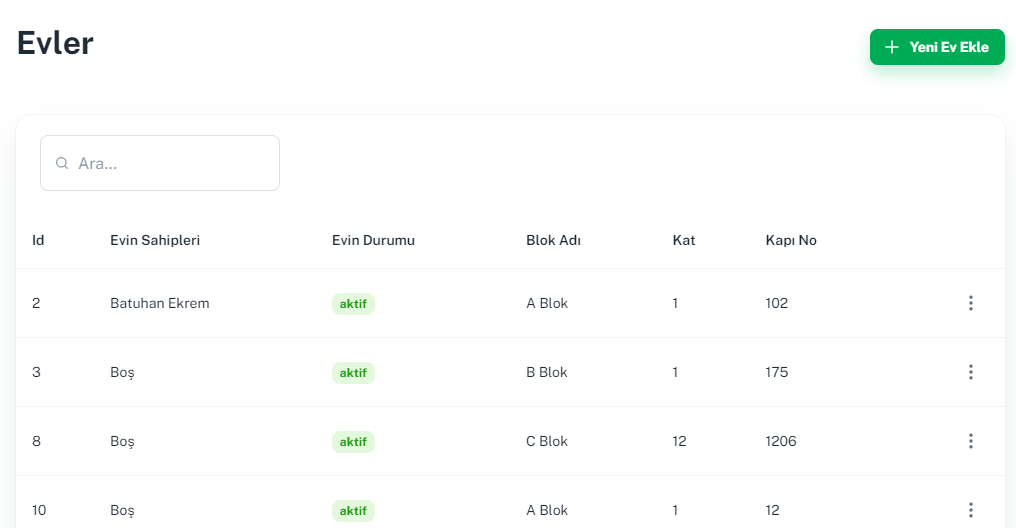 Evler
Yeni Ev Ekle
Ara...
Id Evin Sahipleri Evin Durumu Blok Adı Kat Kapı No
2 Batuhan Ekrem aktif A Blok 1 102
3 Boş aktif B Blok 1 175
8 Boş aktif C Blok 12 1206
10 Boş aktif A Blok 1 12